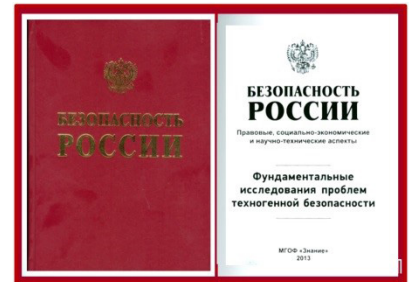 БЕЗОПАСНОСТЬ
РОССИИ
БЕЗОПАСНОСТЬ
РОССИИ
Правовые, социально-экономические
и научно-технические аспекты
Фундаментальные
исследования проблем
техногенной безопасности
МГОФ «Знание»
2013